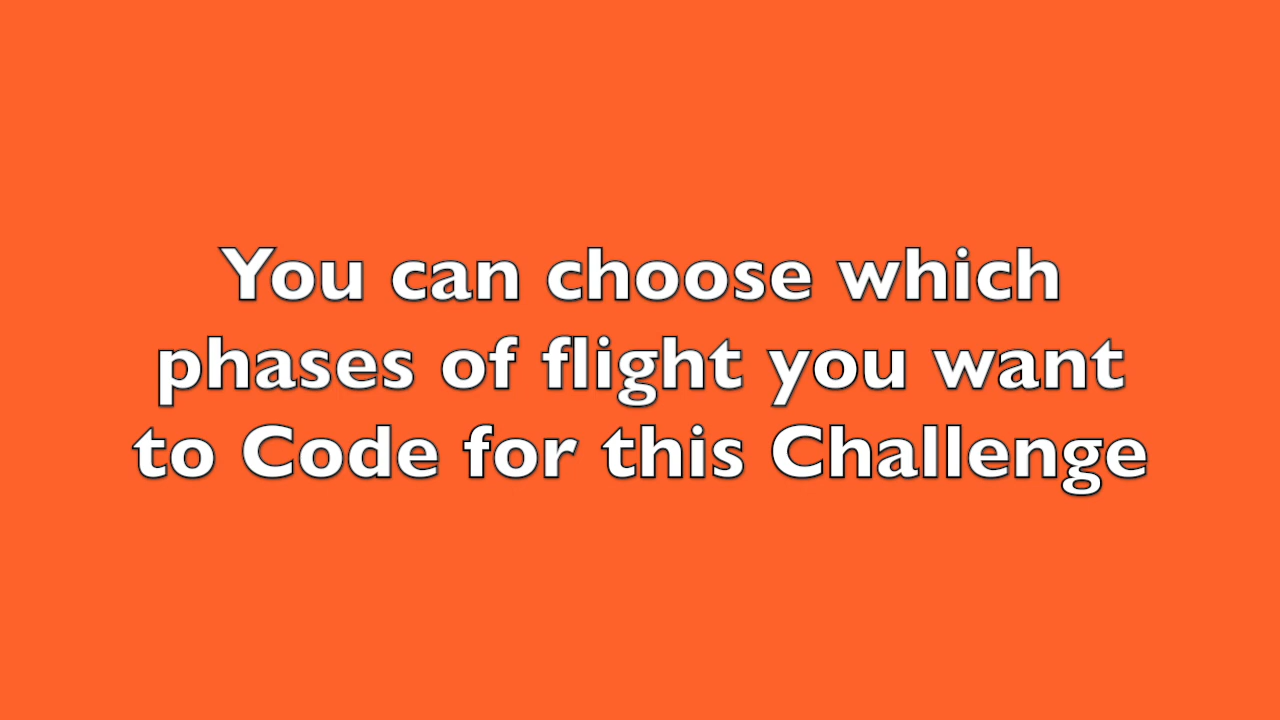 You can choose which
phases of flight you want
to Code for this Challenge